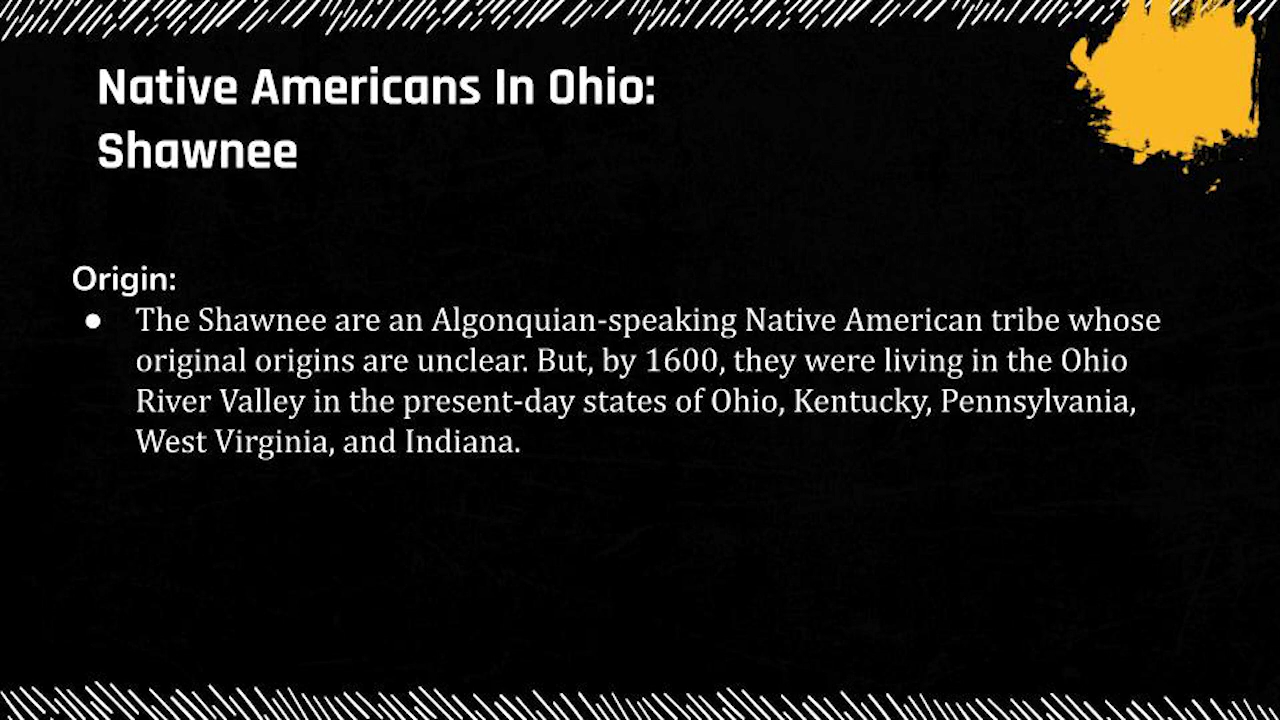 Native Americans In Ohio:
Shawnee
Origin:
● The Shawnee are an Algonquian-speaking Native American tribe whose
original origins are unclear. But, by 1600, they were living in the Ohio
River Valley in the present-day states of Ohio, Kentucky, Pennsylvania,
West Virginia, and Indiana.